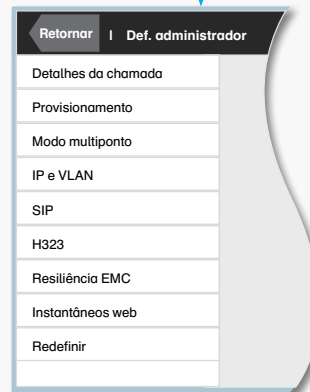 Retornar | Def. administrador
Detalhes da chamada
Provisionamento
Modo multiponto
IP e VLAN
SIP
H323
Resiliência EMC
Instantâneos web
Redefinir